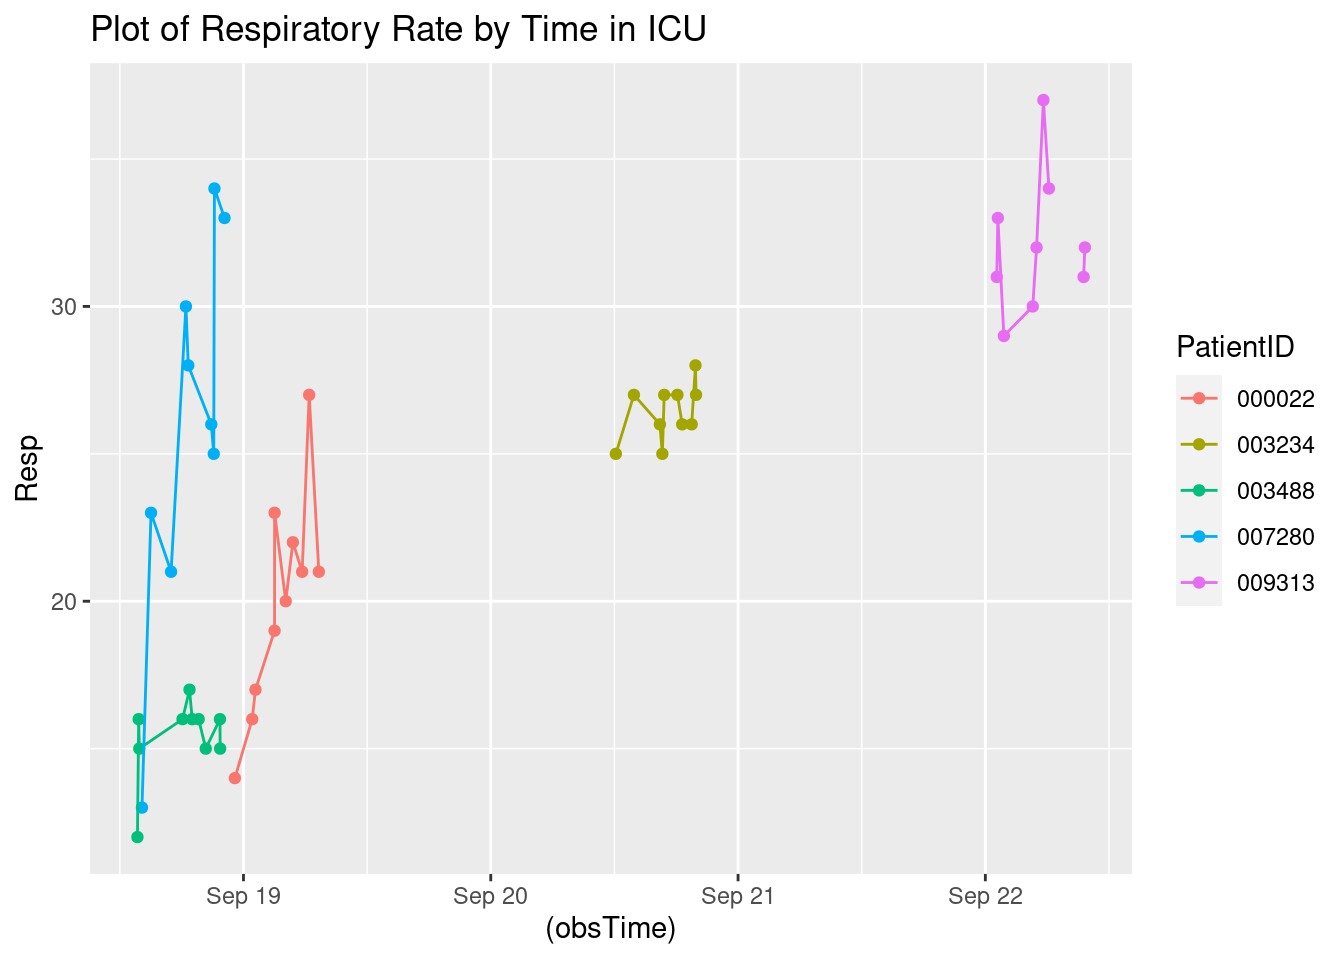 Plot of Respiratory Rate by Time in ICU
Resp
30
20
Sep 19 Sep 20 Sep 21 Sep 22
(obsTime)
PatientID
000022
003234
003488
007280
009313